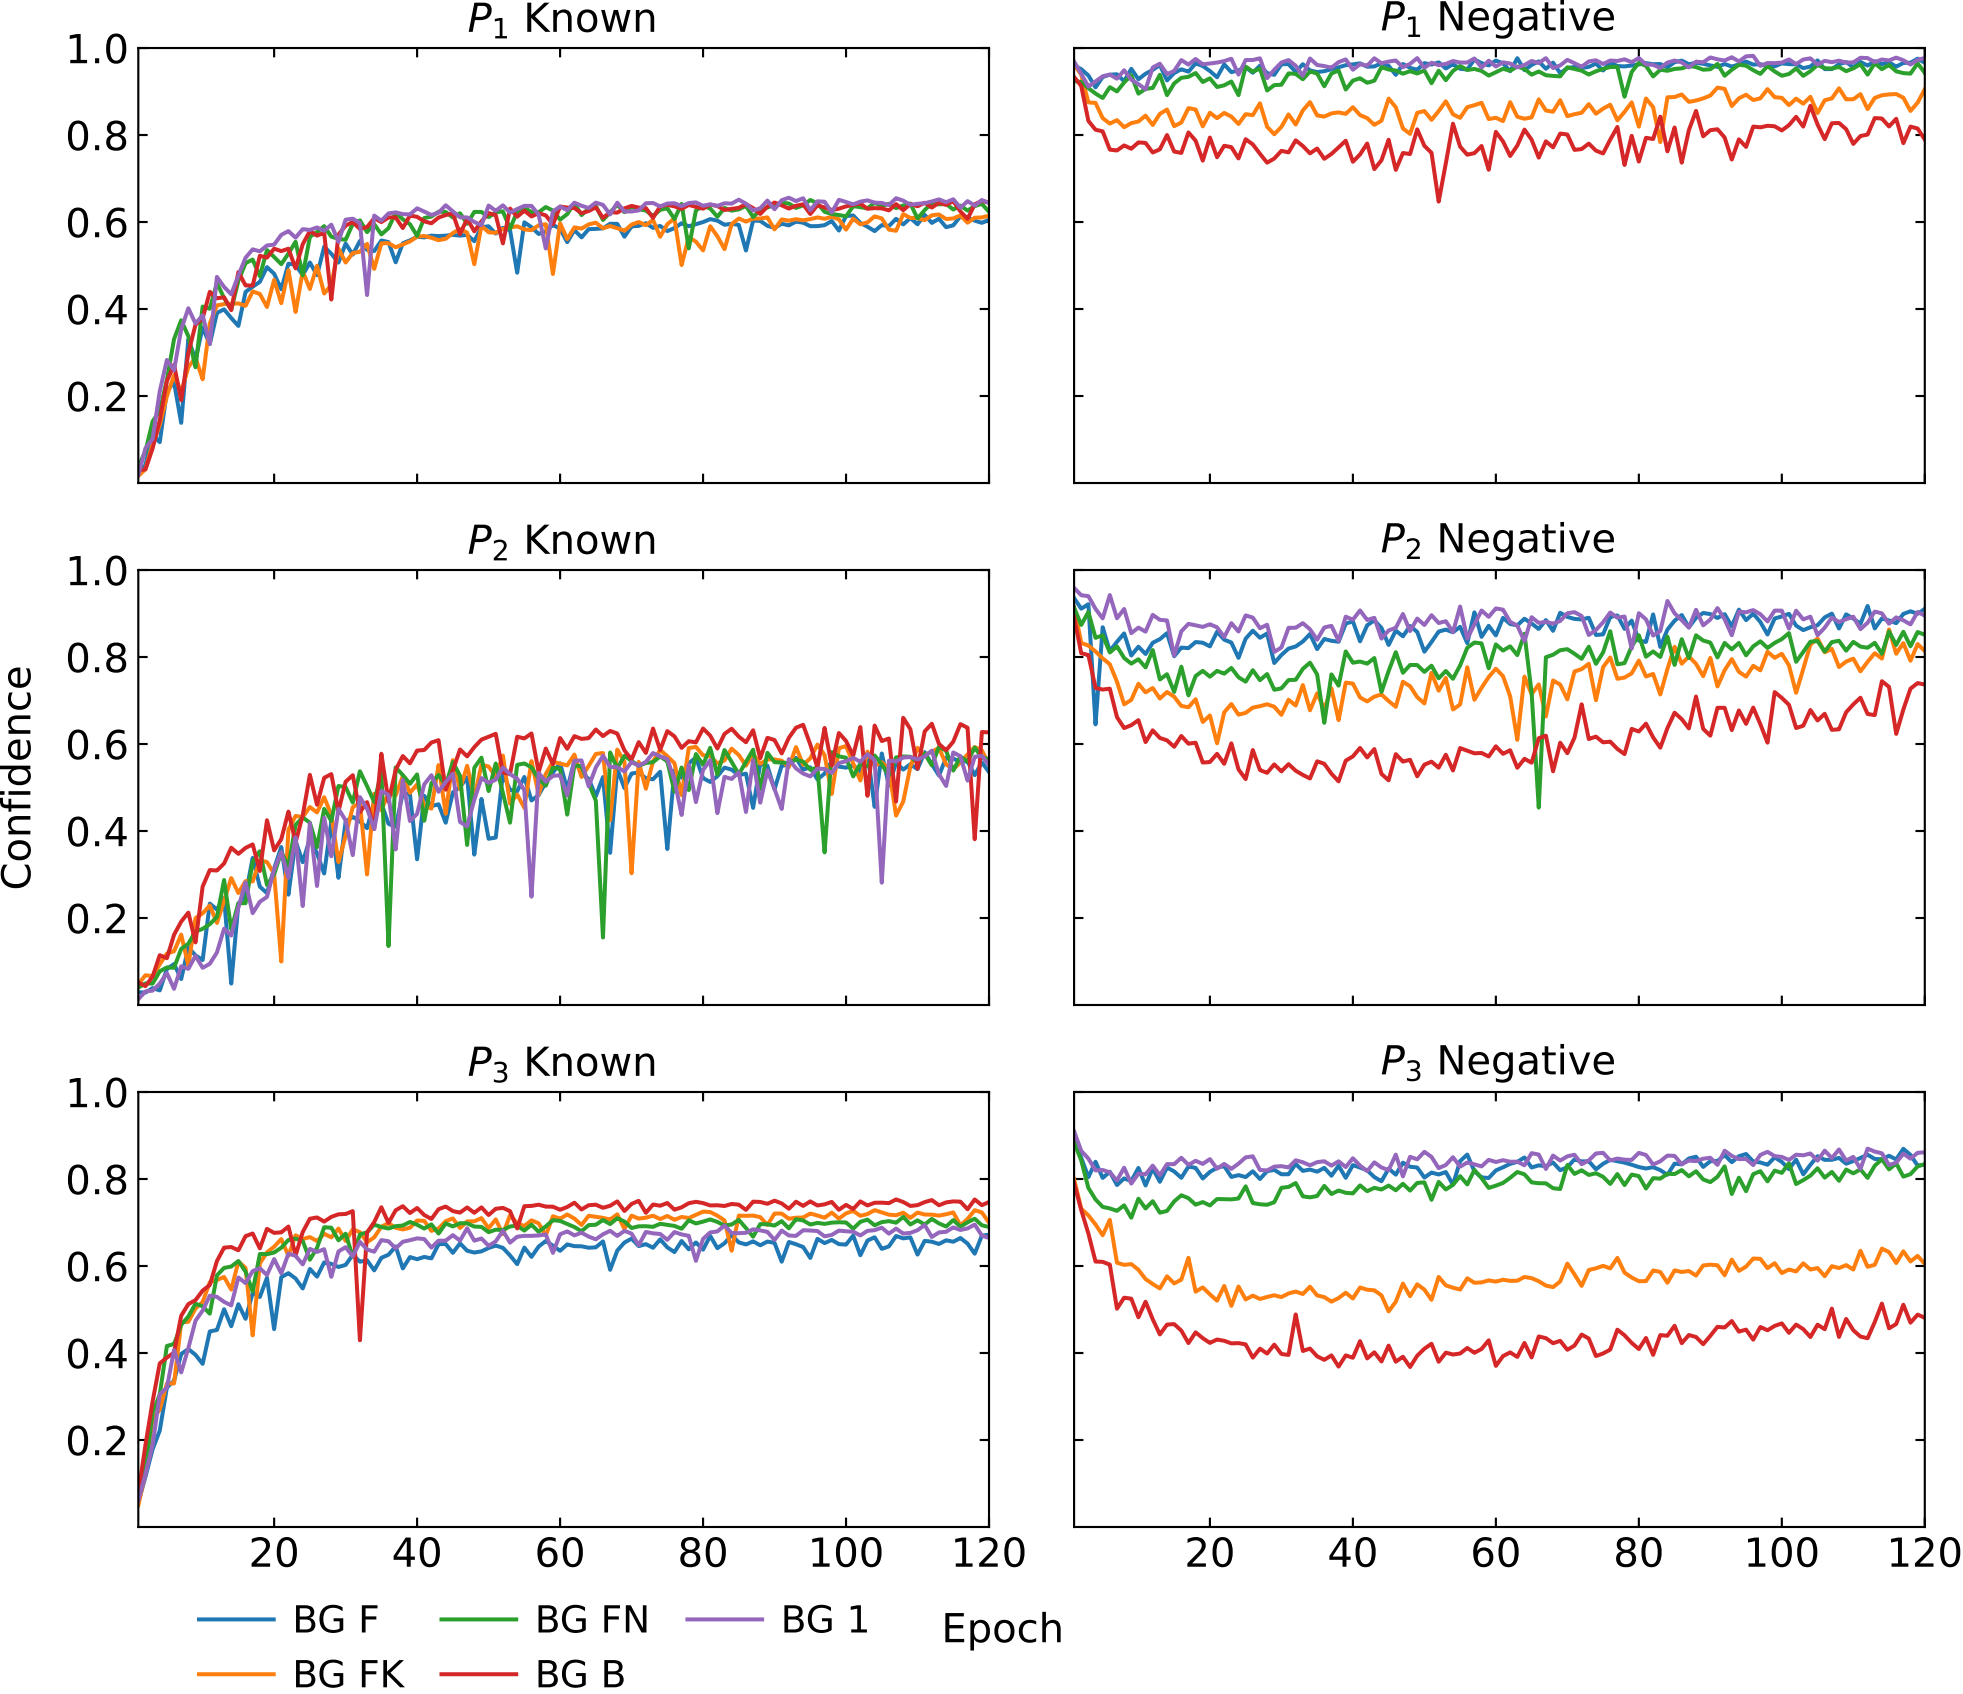 P1 Known
P1 Negative
1.0
0.8
0.6
0.4
0.2
P2 Known
P2 Negative
1.0
0.8
0.6
0.4
0.2
Confidence
P3 Known
P3 Negative
1.0
0.8
0.6
0.4
0.2
20 40 60 80 100 120
20 40 60 80 100 120
BG F BG FN BG 1
BG FK BG B
Epoch